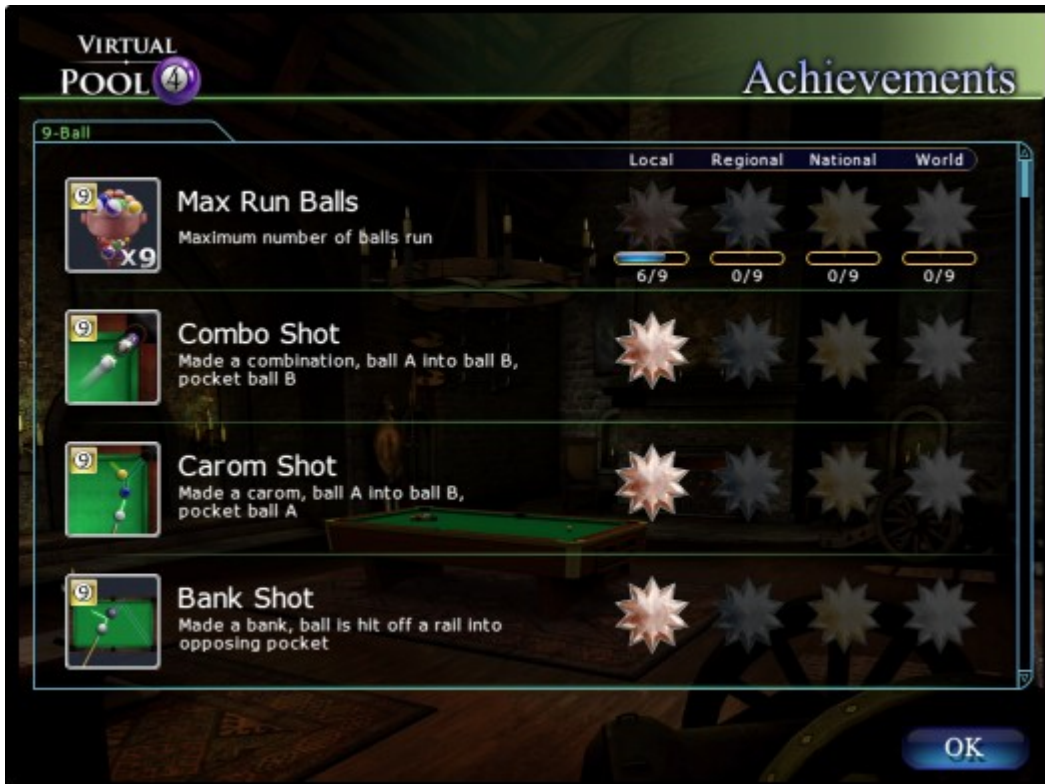 VIRTUAL
POOL 4
Achievements
9-Ball
Local Regional National World
9
x9
Max Run Balls
Maximum number of balls run
6/9 0/9 0/9 0/9
9
Combo Shot
Made a combination, ball A into ball B,
pocket ball B
9
Carom Shot
Made a carom, ball A into ball B,
pocket ball A
9
Bank Shot
Made a bank, ball is hit off a rail into
opposing pocket
OK